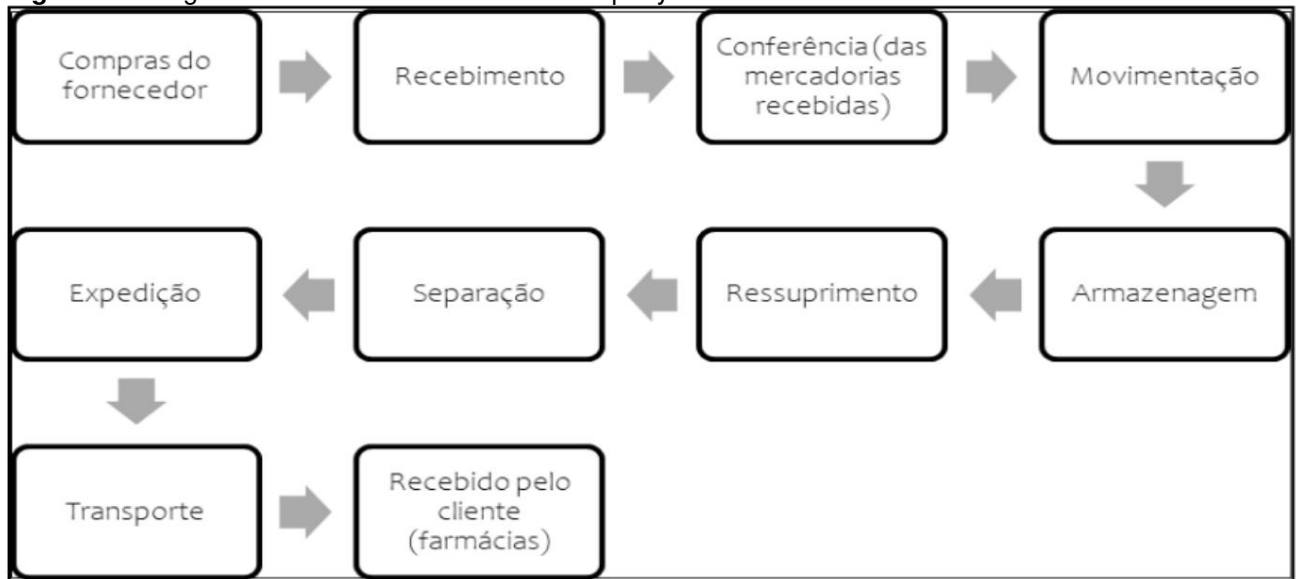 Compras do
fornecedor
Recebimento
Conferência (das
mercadorias
recebidas)
Movimentação
Armazenagem
Ressuprimento
Separação
Expedição
Transporte
Recebido pelo
cliente
(farmácias)